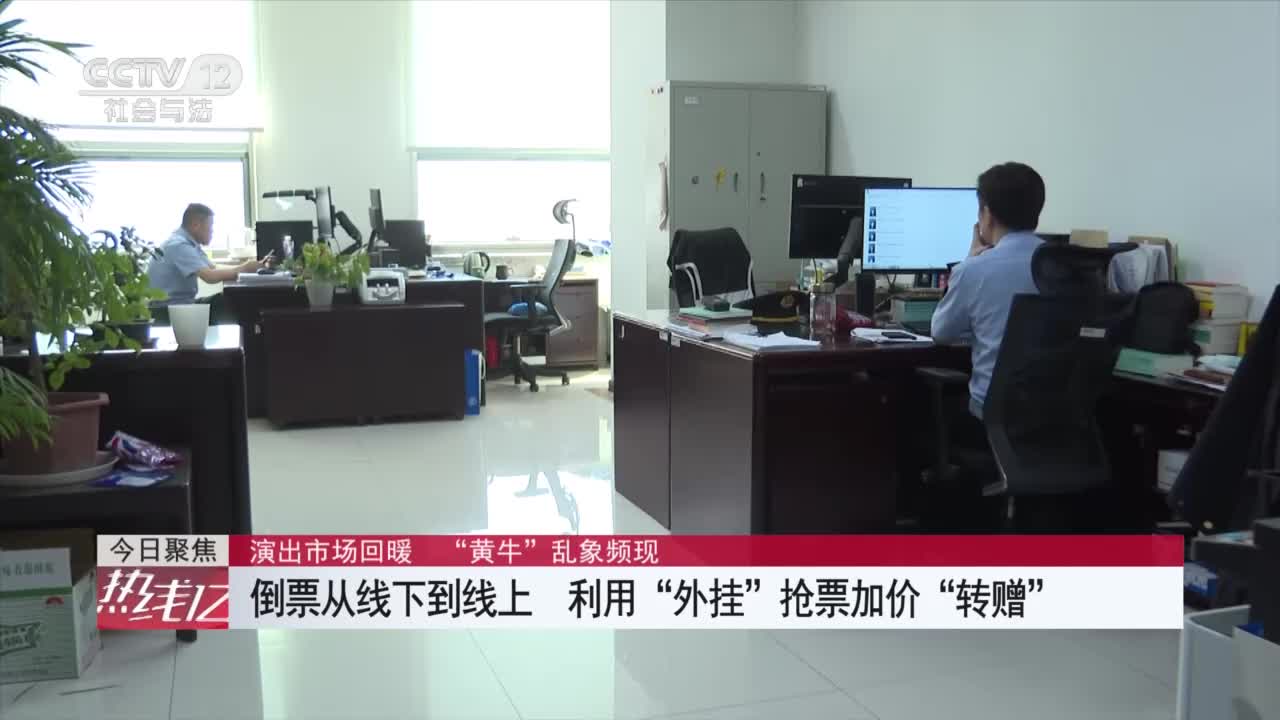 CCTV 12
社会与法
今日聚焦
演出市场回暖 “黄牛”乱象频现
热线12
倒票从线下到线上 利用“外挂”抢票加价“转赠”